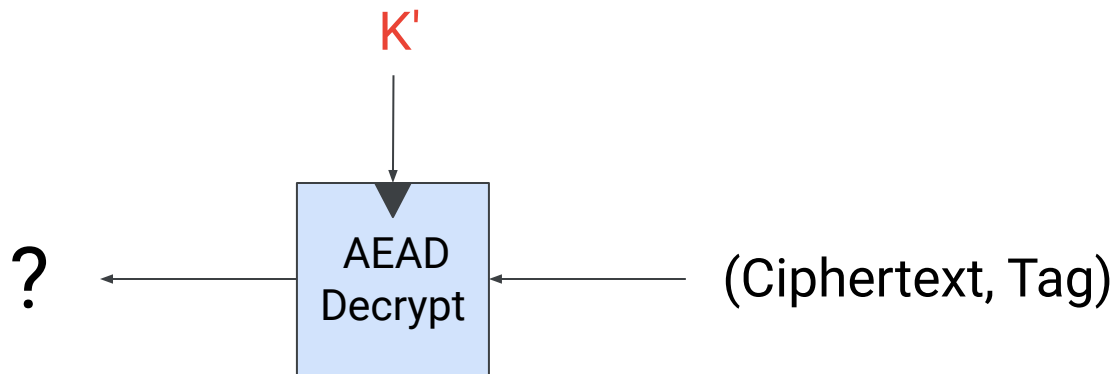 K'
?
AEAD
Decrypt
(Ciphertext, Tag)